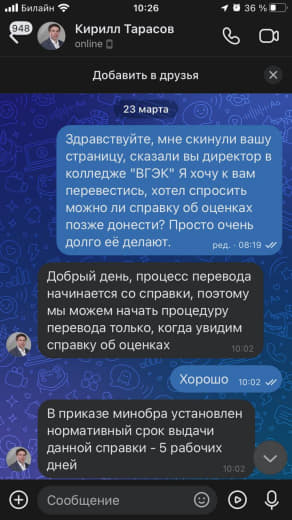 Билайн 10:26 36 %
948
Кирилл Тарасов
online
Добавить в друзья
23 марта
Здравствуйте, мне скинули вашу
страницу, сказали вы директор в
колледже "ВГЭК" Я хочу к вам
перевестись, хотел спросить
можно ли справку об оценках
позже донести? Просто очень
долго её делают.
ред. · 08:19
Добрый день, процесс перевода
начинается со справки, поэтому
мы можем начать процедуру
перевода только, когда увидим
справку об оценках
10:02
Хорошо 10:02
В приказе минобра установлен
нормативный срок выдачи
данной справки - 5 рабочих
дней
10:02
Сообщение